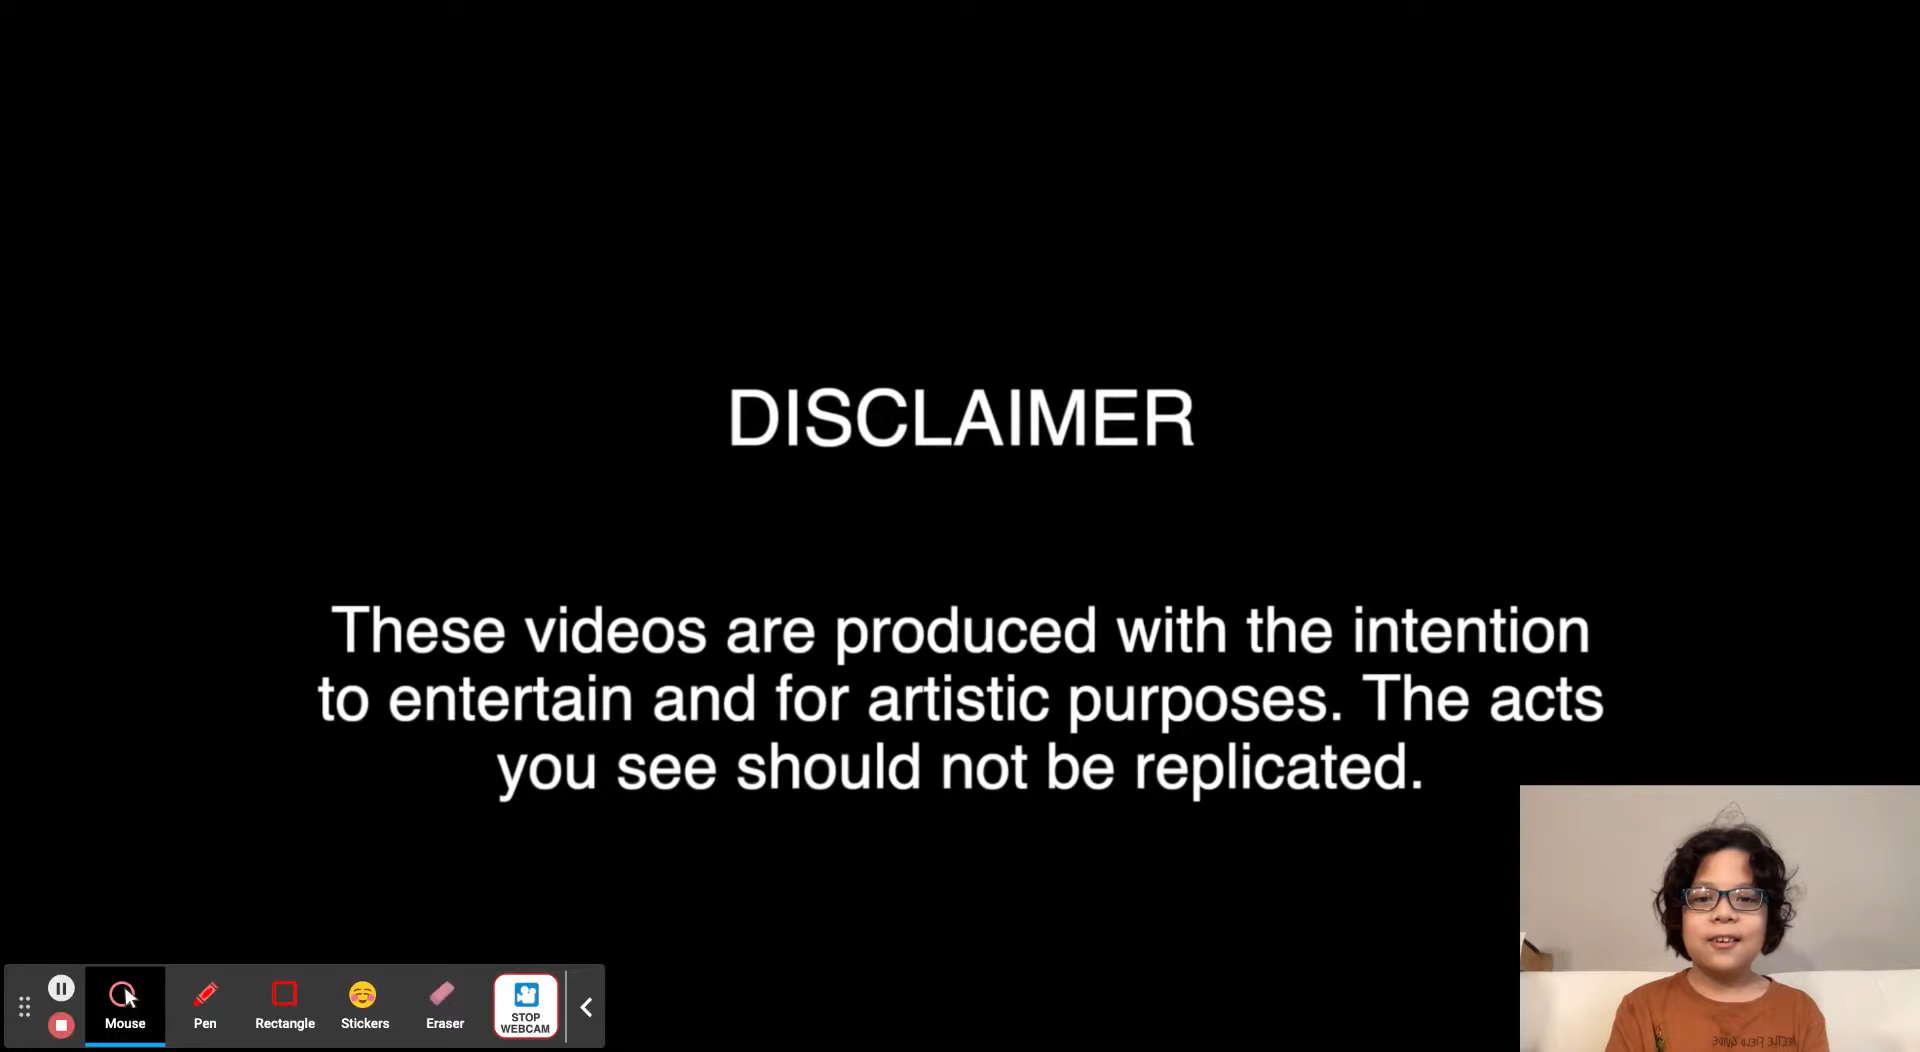 DISCLAIMER
These videos are produced with the intention
to entertain and for artistic purposes. The acts
you see should not be replicated.
Mouse
Pen
Rectangle
Stickers
Eraser
STOP
WEBCAM